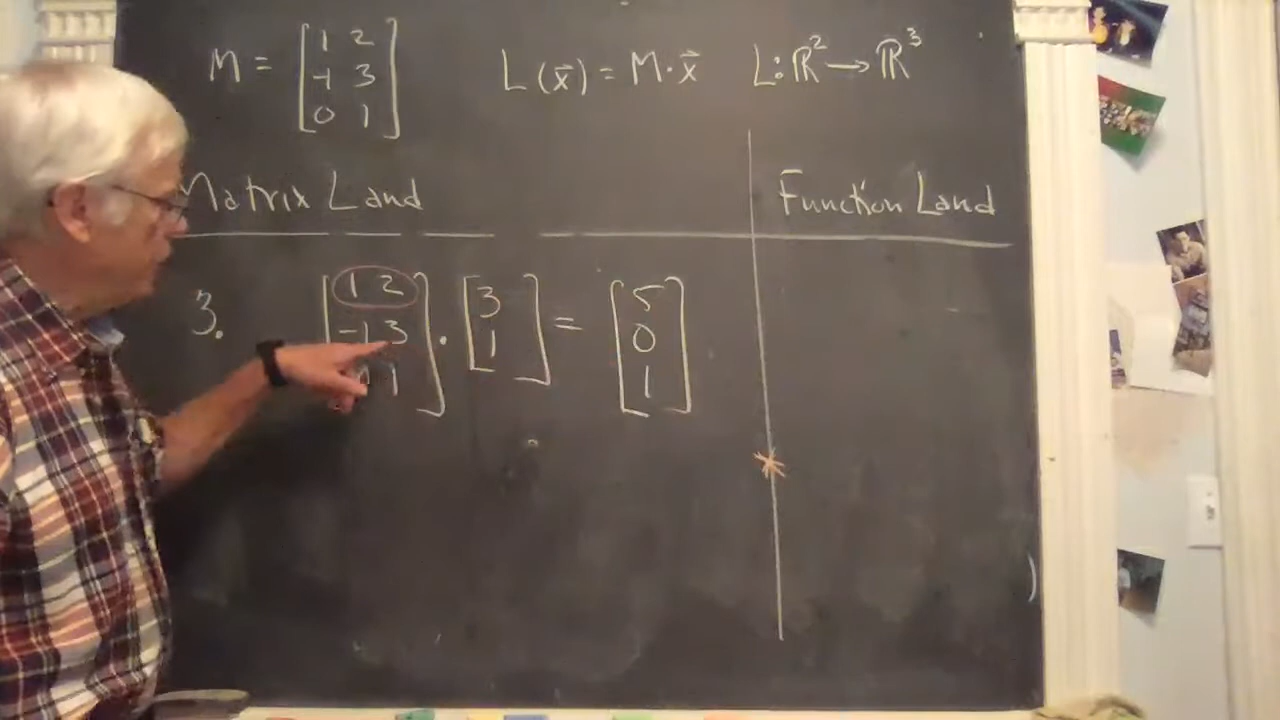 M = [1 2 L(x⃗) = M·x⃗ L: ℝ² → ℝ³
-1 3
0 1]
Matrix Land Function Land
3. [1 2 [3 [5
-1 3 · 1] = 0
1] 1]